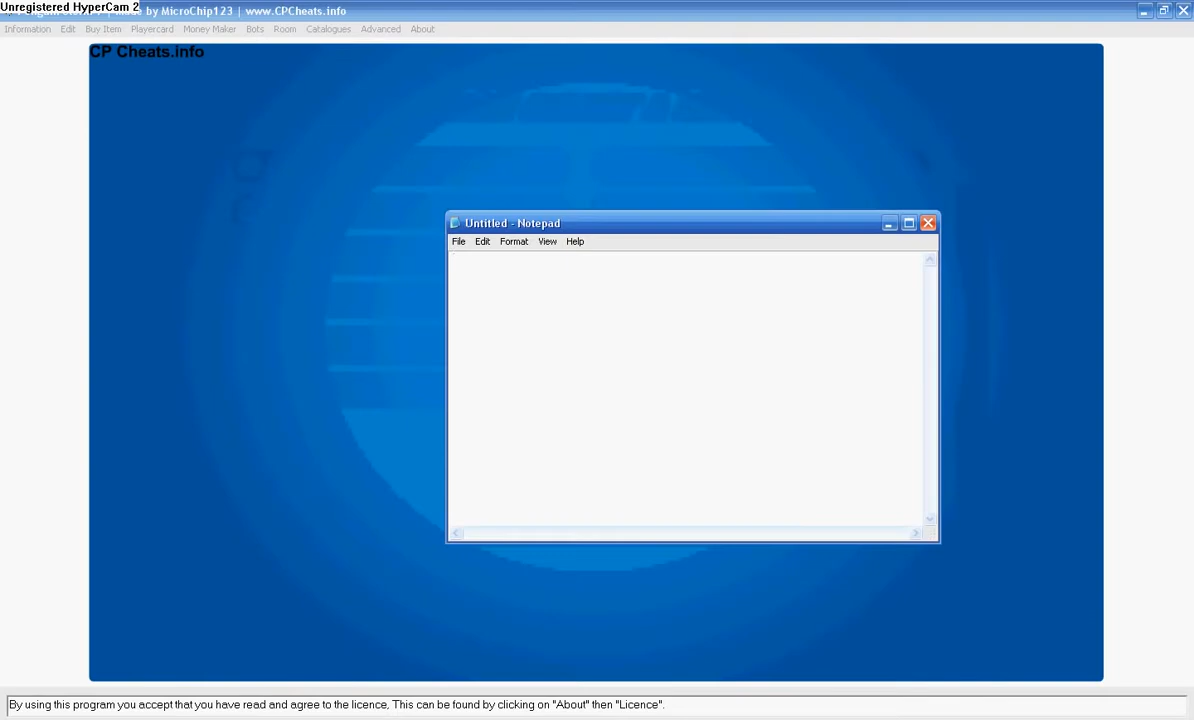 Unregistered HyperCam 2
by MicroChip123 | www.CPCheats.info
Information Edit Buy Item Playercard Money Maker Bots Room Catalogues Advanced About
CP Cheats.info
Untitled - Notepad
File Edit Format View Help
By using this program you accept that you have read and agree to the licence, This can be found by clicking on "About" then "Licence".